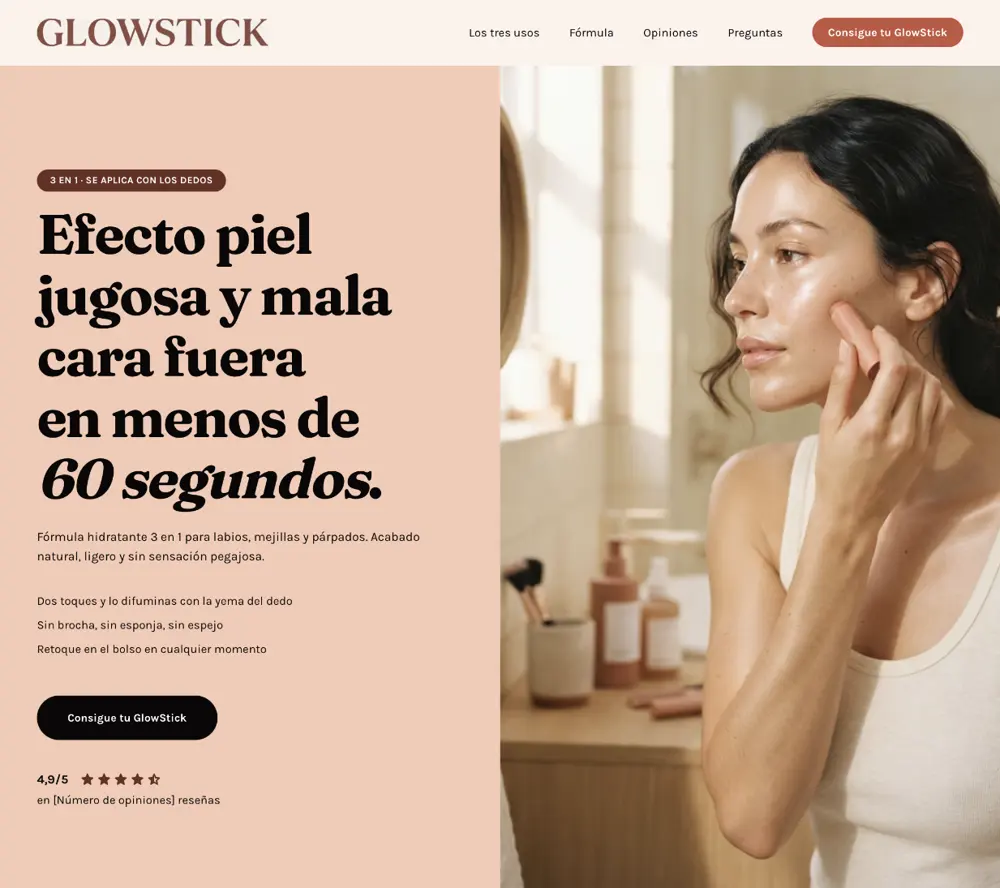 GLOWSTICK
Los tres usos
Fórmula
Opiniones
Preguntas
Consigue tu GlowStick
3 EN 1 · SE APLICA CON LOS DEDOS
Efecto piel
jugosa y mala
cara fuera
en menos de
60 segundos.
Fórmula hidratante 3 en 1 para labios, mejillas y párpados. Acabado
natural, ligero y sin sensación pegajosa.
Dos toques y lo difuminas con la yema del dedo
Sin brocha, sin esponja, sin espejo
Retoque en el bolso en cualquier momento
Consigue tu GlowStick
4,9/5
en [Número de opiniones] reseñas